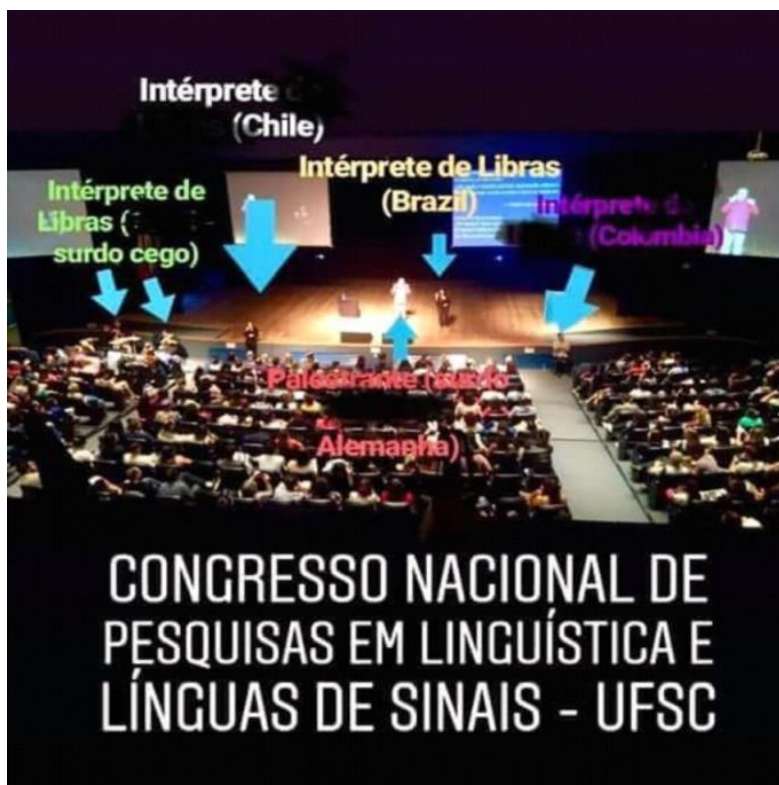 Intérprete
(Chile)
Intérprete de Libras
(Brazil)
Intérprete de
Libras (
surdo cego)
Intérprete
(Columbia)
Palestrante (surdo
Alemanha)
CONGRESSO NACIONAL DE
PESQUISAS EM LINGUÍSTICA E
LÍNGUAS DE SINAIS - UFSC